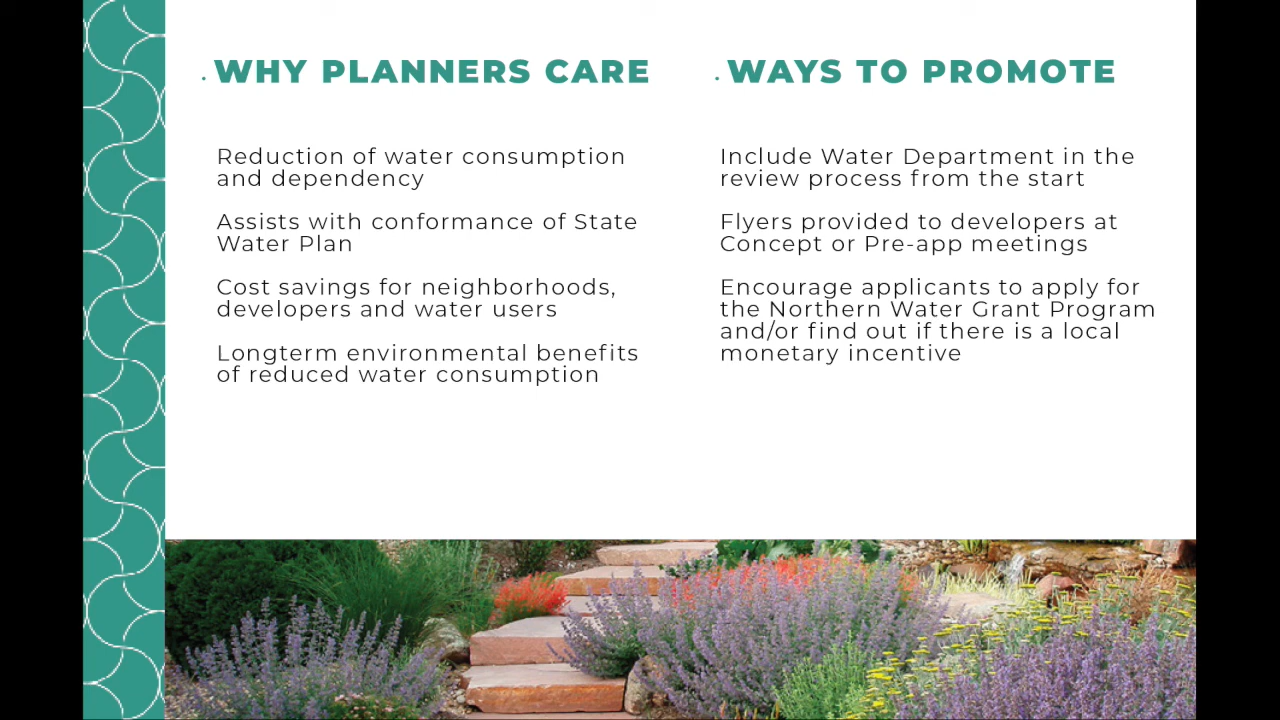 . WHY PLANNERS CARE
Reduction of water consumption
and dependency
Assists with conformance of State
Water Plan
Cost savings for neighborhoods,
developers and water users
Longterm environmental benefits
of reduced water consumption
. WAYS TO PROMOTE
Include Water Department in the
review process from the start
Flyers provided to developers at
Concept or Pre-app meetings
Encourage applicants to apply for
the Northern Water Grant Program
and/or find out if there is a local
monetary incentive